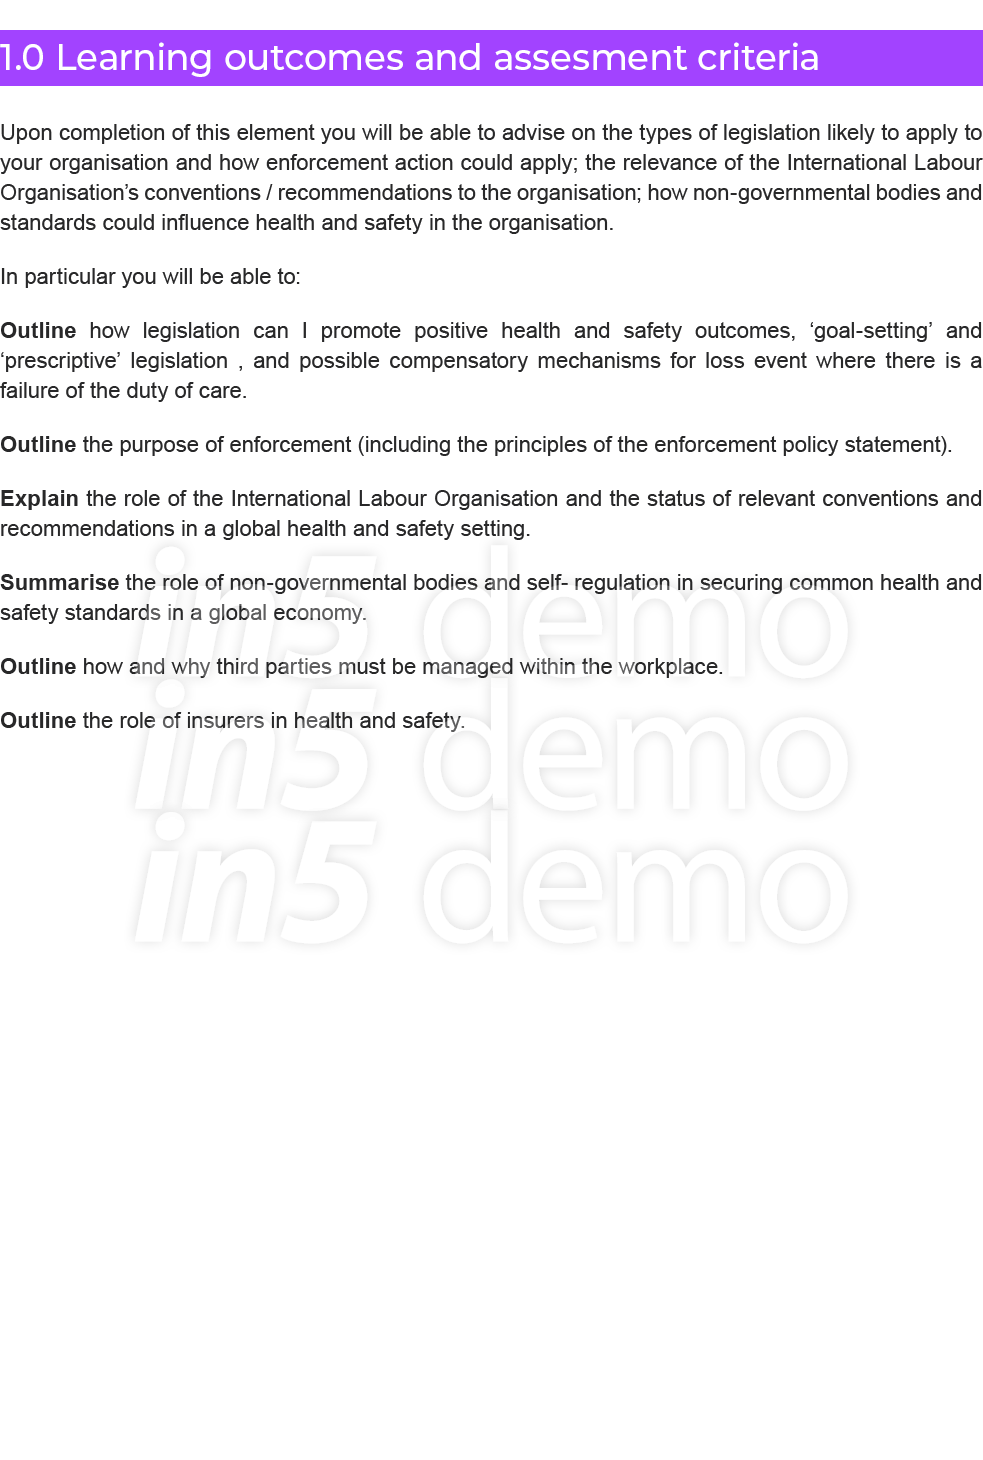 1.0 Learning outcomes and assesment criteria
Upon completion of this element you will be able to advise on the types of legislation likely to apply to
your organisation and how enforcement action could apply; the relevance of the International Labour
Organisation’s conventions / recommendations to the organisation; how non-governmental bodies and
standards could influence health and safety in the organisation.
In particular you will be able to:
Outline how legislation can I promote positive health and safety outcomes, ‘goal-setting’ and
‘prescriptive’ legislation , and possible compensatory mechanisms for loss event where there is a
failure of the duty of care.
Outline the purpose of enforcement (including the principles of the enforcement policy statement).
Explain the role of the International Labour Organisation and the status of relevant conventions and
recommendations in a global health and safety setting.
Summarise the role of non-governmental bodies and self- regulation in securing common health and
safety standards in a global economy.
Outline how and why third parties must be managed within the workplace.
Outline the role of insurers in health and safety.
in5 demo
in5 demo
in5 demo